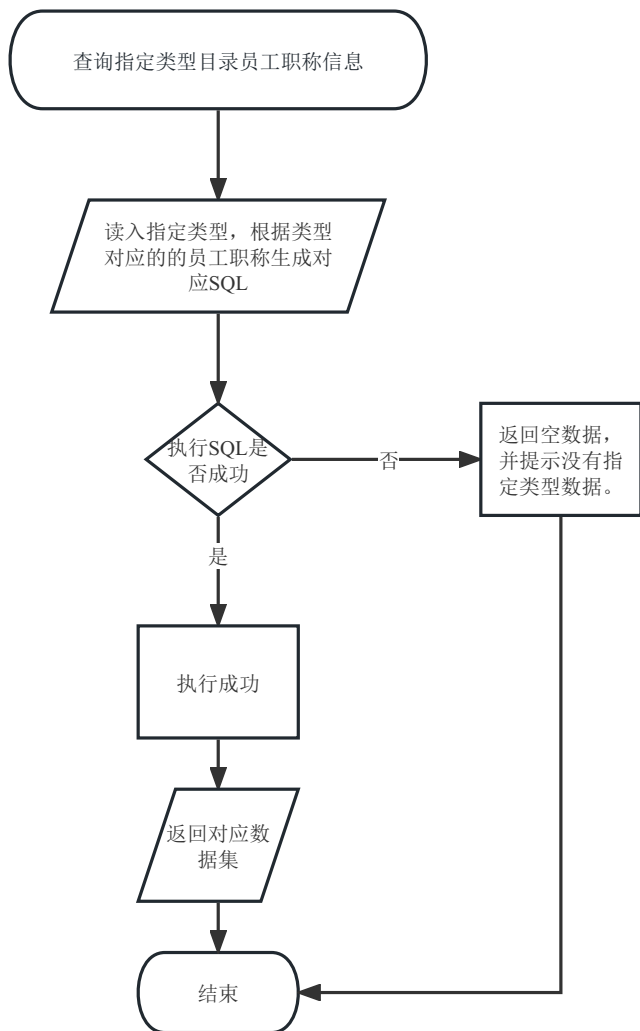 查询指定类型目录员工职称信息
读入指定类型，根据类型
对应的的员工职称生成对
应SQL
执行SQL是
否成功
否
返回空数据，
并提示没有指
定类型数据。
是
执行成功
返回对应数
据集
结束